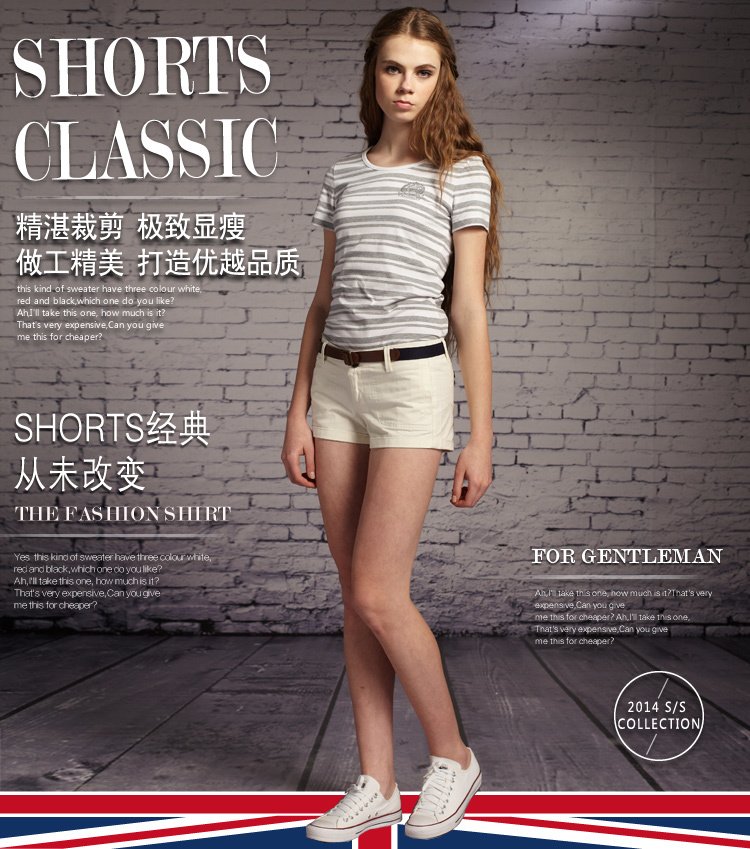 SHORTS
CLASSIC
精湛裁剪 极致显瘦
做工精美 打造优越品质
this kind of sweater have three colour white,
red and black,which one do you like?
Ah,I'll take this one, how much is it?
That's very expensive,Can you give
me this for cheaper?
SHORTS经典
从未改变
THE FASHION SHIRT
Yes this kind of sweater have three colour white,
red and black,which one do you like?
Ah,I'll take this one, how much is it?
That's very expensive,Can you give
me this for cheaper?
FOR GENTLEMAN
Ah,I'll take this one, how much is it?That's very
expensive,Can you give
me this for cheaper? Ah,I'll take this one,
That's very expensive,Can you give
me this for cheaper?
2014 S/S
COLLECTION